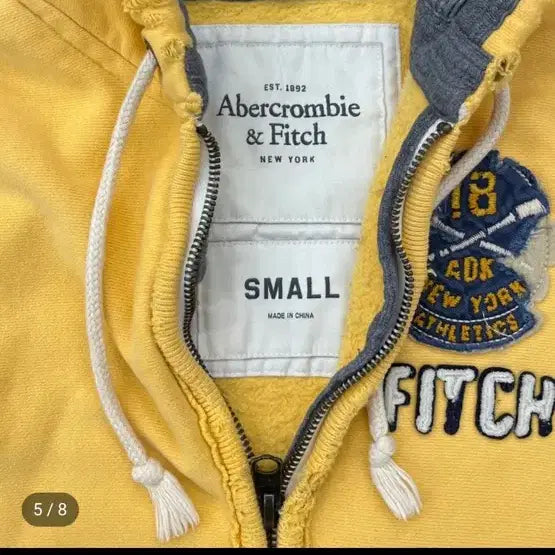 EST. 1892
Abercrombie
& Fitch
NEW YORK
SMALL
MADE IN CHINA
18
ADK
NEW YORK
ATHLETICS
FITCH
5/8